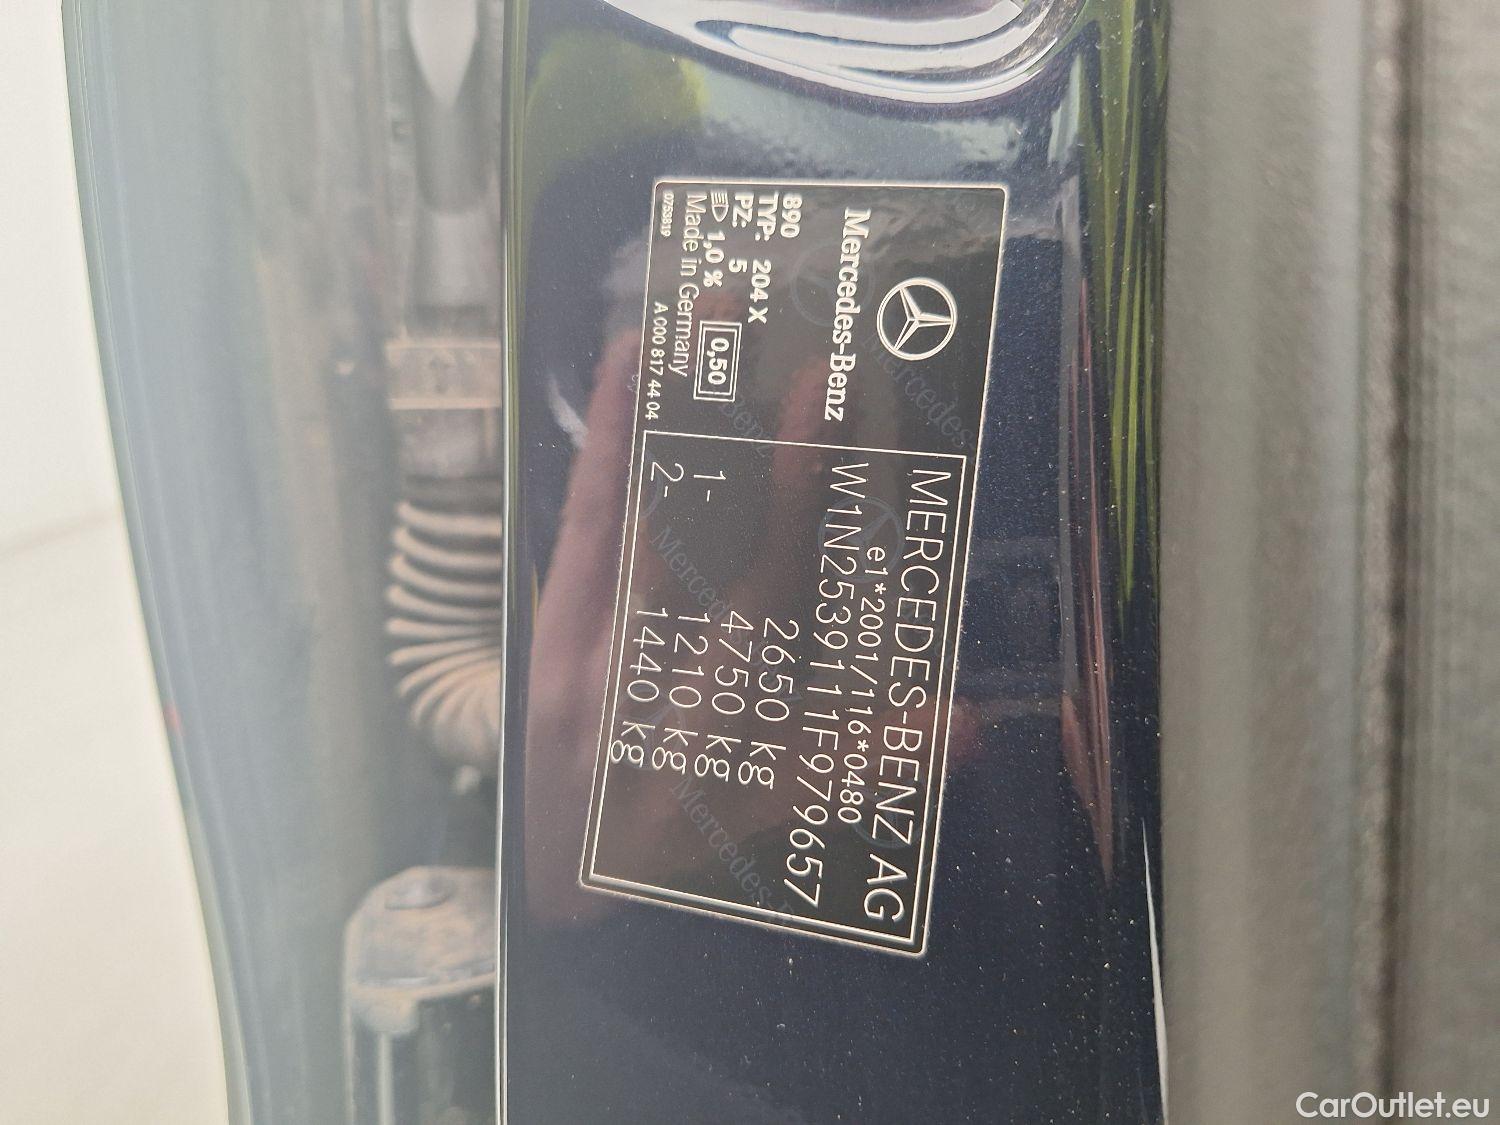 Mercedes-Benz
890
TYP: 204 X
PZ: 5
1,0 %
0,50
Made in Germany
0753819
A 000 817 44 04
MERCEDES-BENZ AG
e1*2001/116*0480
W1N2539111F979657
2650 kg
4750 kg
1- 1210 kg
2- 1440 kg
CarOutlet.eu